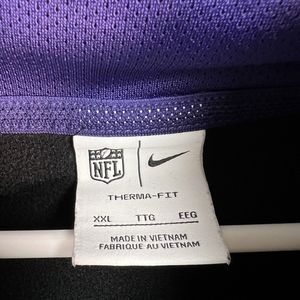 NFL
THERMA-FIT
XXL TTG EEG
MADE IN VIETNAM
FABRIQUÉ AU VIETNAM